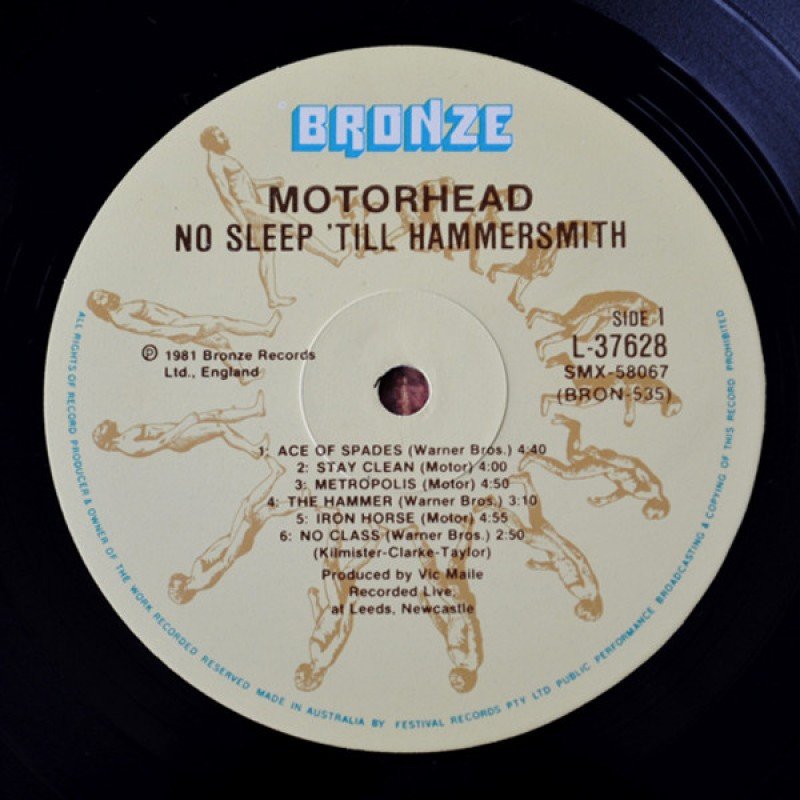 BRONZE
MOTORHEAD
NO SLEEP 'TILL HAMMERSMITH
SIDE 1
L-37628
SMX-58067
(BRON-535)
Ⓟ 1981 Bronze Records
Ltd., England
1: ACE OF SPADES (Warner Bros.) 4:40
2: STAY CLEAN (Motor) 4:00
3: METROPOLIS (Motor) 4:50
4: THE HAMMER (Warner Bros.) 3:10
5: IRON HORSE (Motor) 4:55
6: NO CLASS (Warner Bros.) 2:50
(Kilmister-Clarke-Taylor)
Produced by Vic Maile
Recorded Live;
at Leeds, Newcastle
ALL RIGHTS OF RECORD PRODUCER & OWNER OF THE WORK RECORDED RESERVED MADE IN AUSTRALIA BY FESTIVAL RECORDS PTY LTD PUBLIC PERFORMANCE BROADCASTING & COPYING OF THIS RECORD PROHIBITED